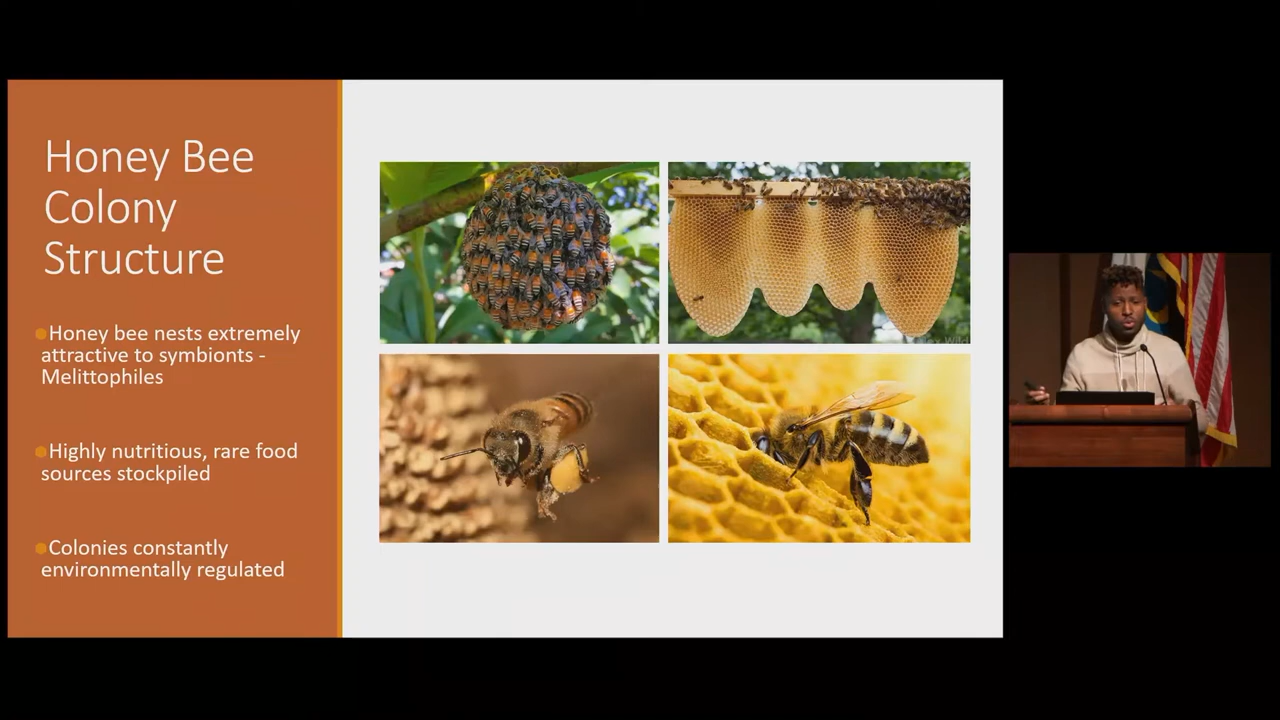 Honey Bee
Colony
Structure
Honey bee nests extremely
attractive to symbionts -
Melittophiles
Highly nutritious, rare food
sources stockpiled
Colonies constantly
environmentally regulated